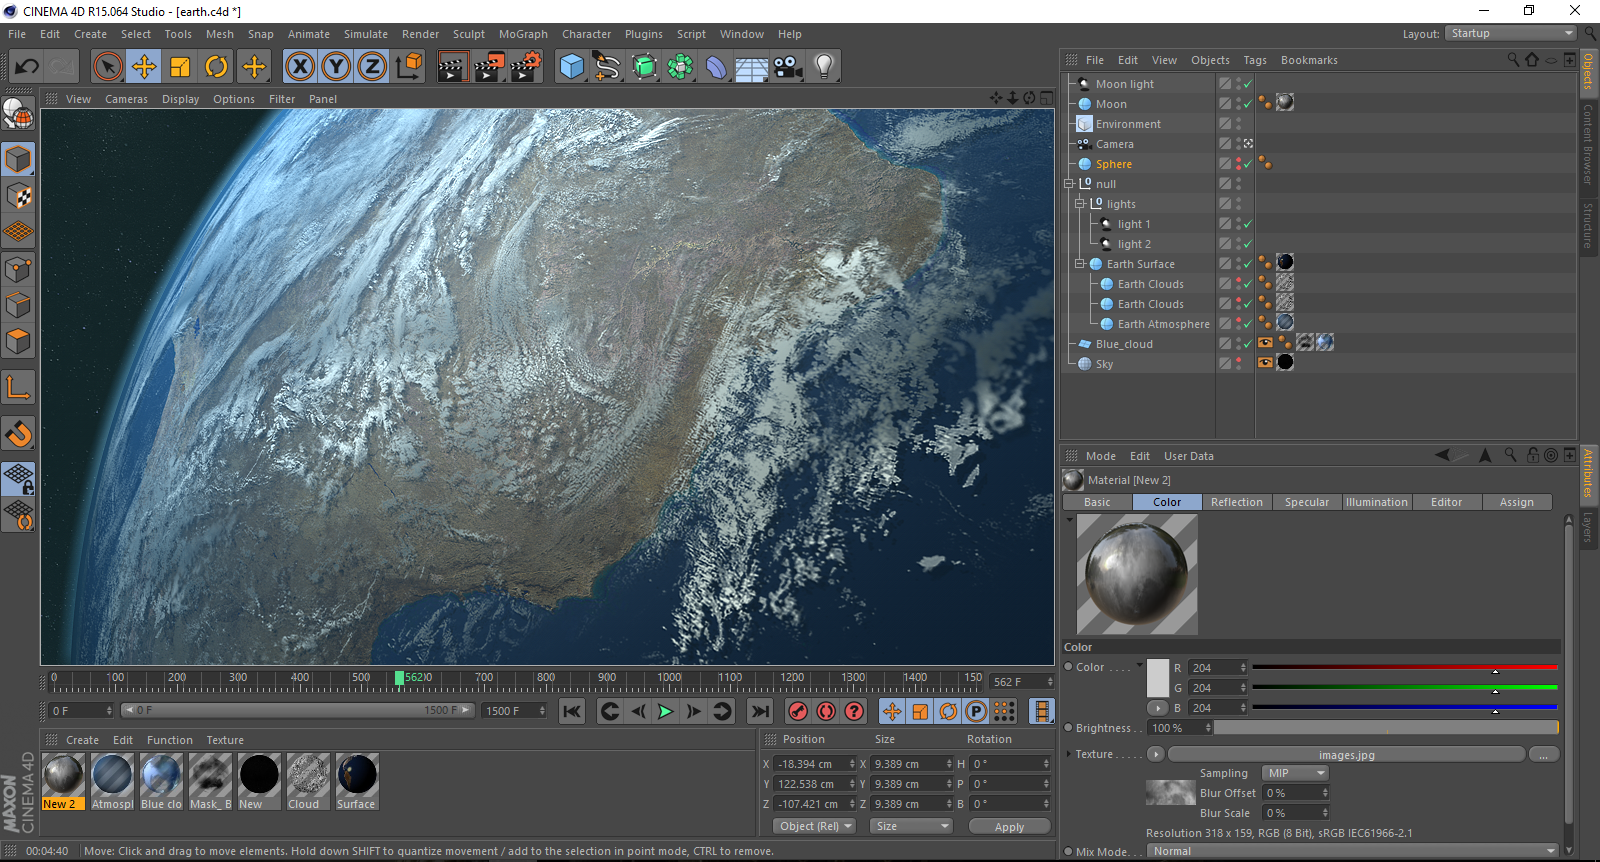 CINEMA 4D R15.064 Studio - [earth.c4d *]
File Edit Create Select Tools Mesh Snap Animate Simulate Render Sculpt MoGraph Character Plugins Script Window Help
Layout: Startup
View Cameras Display Options Filter Panel
File Edit View Objects Tags Bookmarks
Moon light
Moon
Environment
Camera
Sphere
0 null
0 lights
light 1
light 2
Earth Surface
Earth Clouds
Earth Clouds
Earth Atmosphere
Blue_cloud
Sky
Objects
Content Browser
Structure
Mode Edit User Data
Material [New 2]
Basic Color Reflection Specular Illumination Editor Assign
Attributes
Layers
Color
Color . . . . R 204
G 204
B 204
Brightness . . 100 %
Texture . . . . images.jpg ...
Sampling MIP
Blur Offset 0 %
Blur Scale 0 %
Resolution 318 x 159, RGB (8 Bit), sRGB IEC61966-2.1
Mix Mode. . . Normal
0 100 200 300 400 500 562 0 700 800 900 1000 1100 1200 1300 1400 150
562 F
0 F 0 F 1500 F 1500 F
X Y Z
P
Create Edit Function Texture
New 2 Atmospl Blue clo Mask_ B New Cloud Surface
Position Size Rotation
X -18.394 cm X 9.389 cm H 0 °
Y 122.538 cm Y 9.389 cm P 0 °
Z -107.421 cm Z 9.389 cm B 0 °
Object (Rel) Size Apply
MAXON
CINEMA 4D
00:04:40 Move: Click and drag to move elements. Hold down SHIFT to quantize movement / add to the selection in point mode, CTRL to remove.